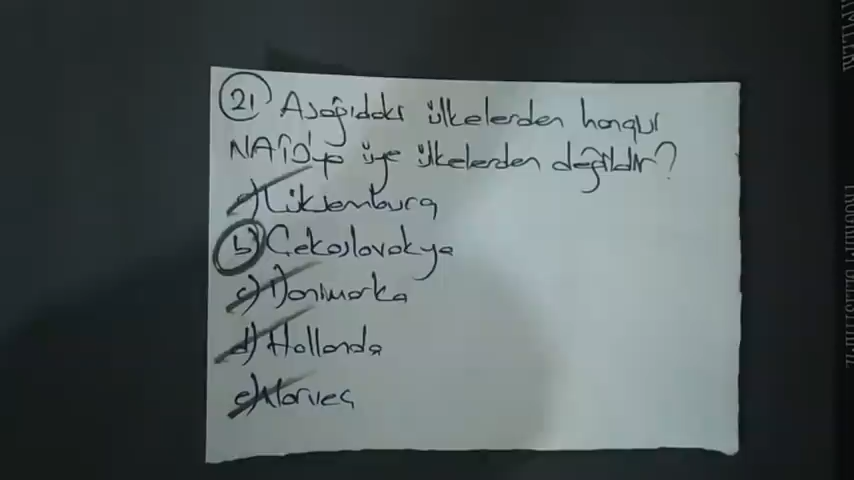 21 Aşağıdaki ülkelerden hangisi
NATO'ya üye ülkelerden değildir?
a) Lüksemburg
b) Çekoslovakya
c) Danimarka
d) Hollanda
e) Norveç